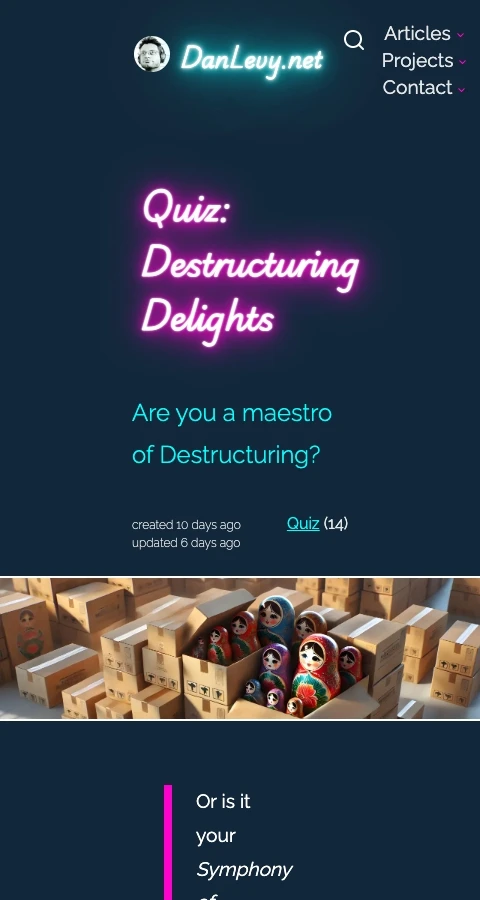 DanLevy.net
Articles
Projects
Contact
Quiz:
Destructuring
Delights
Are you a maestro
of Destructuring?
created 10 days ago
updated 6 days ago
Quiz (14)
Or is it
your
Symphony
of